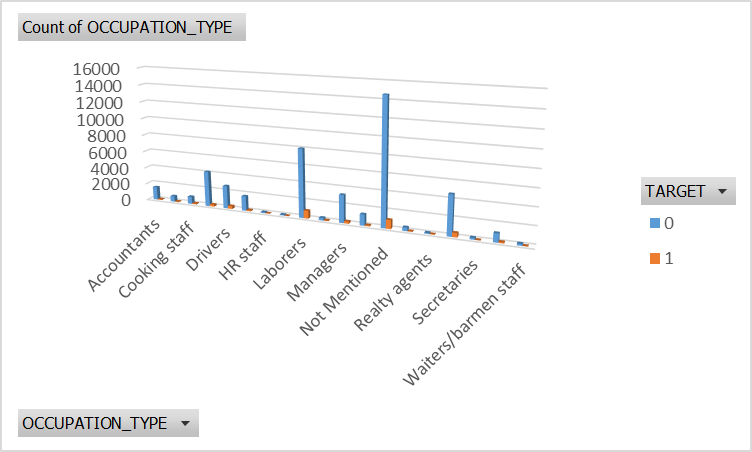 Count of OCCUPATION_TYPE
16000
14000
12000
10000
8000
6000
4000
2000
0
Accountants
Cooking staff
Drivers
HR staff
Laborers
Managers
Not Mentioned
Realty agents
Secretaries
Waiters/barmen staff
TARGET
0
1
OCCUPATION_TYPE